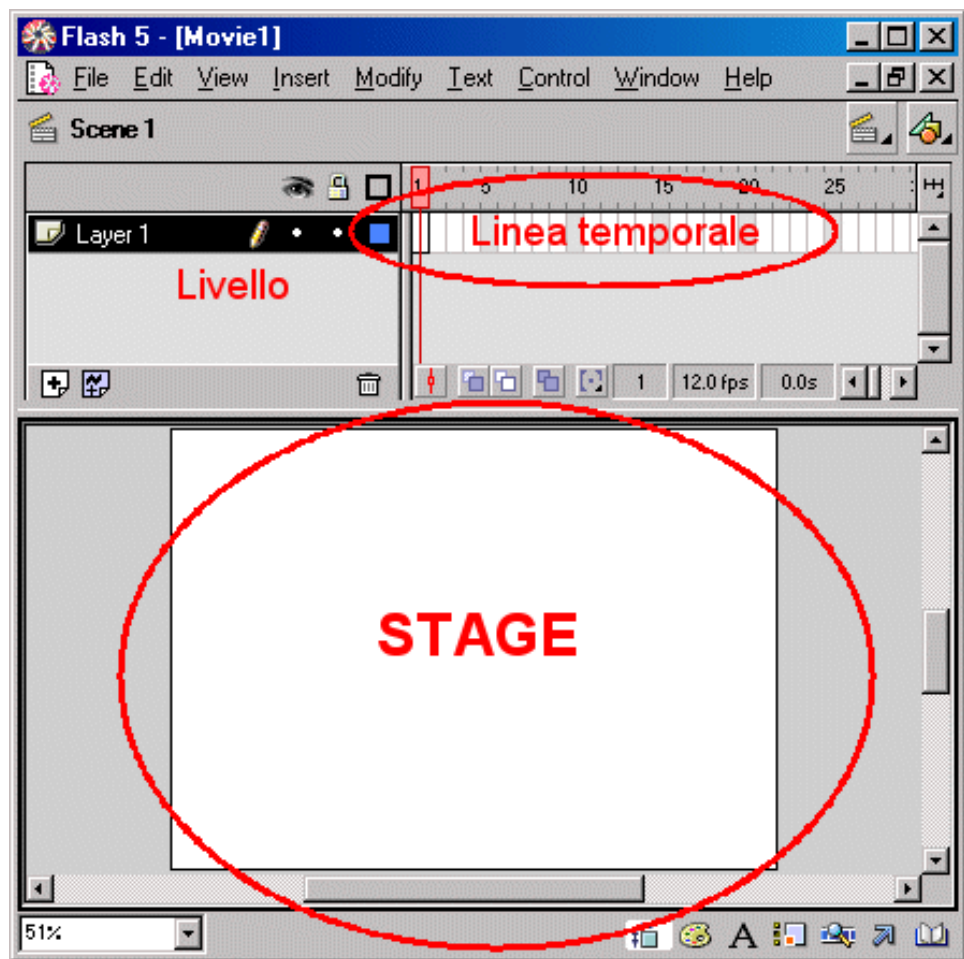 Flash 5 - [Movie1]
File Edit View Insert Modify Text Control Window Help
Scene 1
1 5 10 15 20 25
Layer 1
Linea temporale
Livello
1 12.0 fps 0.0s
STAGE
51%
A